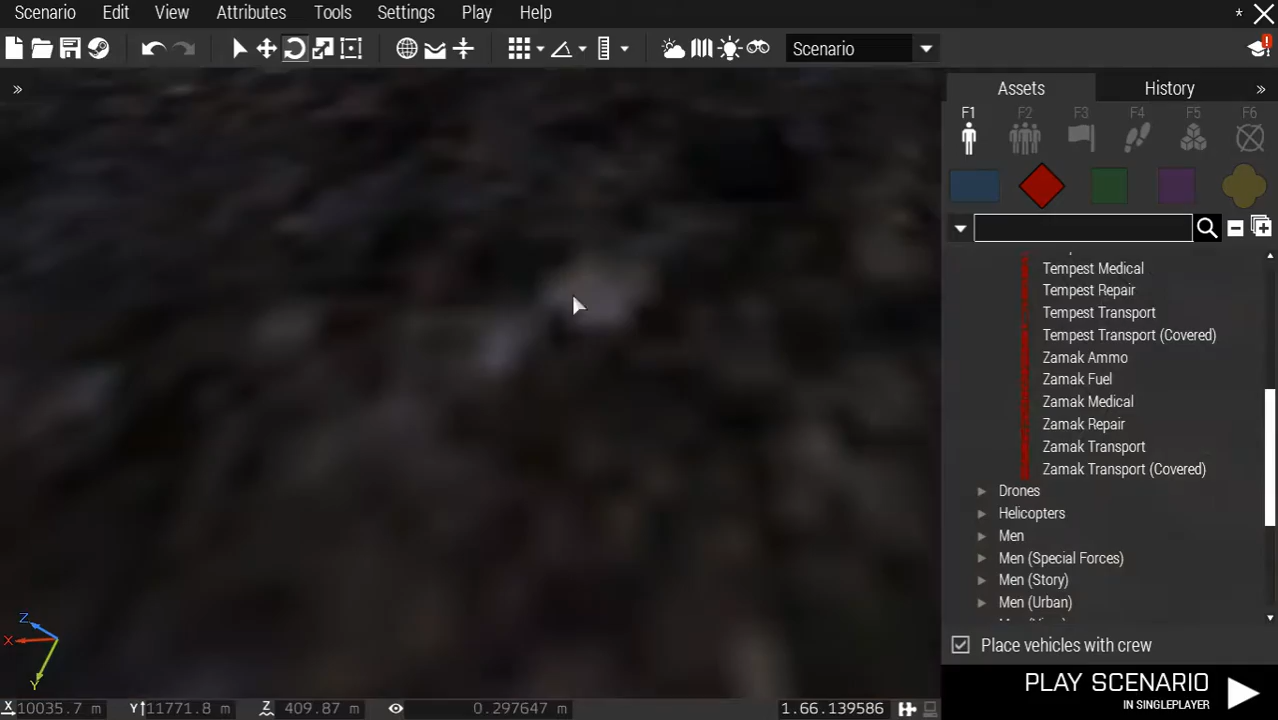 Scenario Edit View Attributes Tools Settings Play Help *
Scenario
Assets History »
»
F1 F2 F3 F4 F5 F6
Tempest Medical
Tempest Repair
Tempest Transport
Tempest Transport (Covered)
Zamak Ammo
Zamak Fuel
Zamak Medical
Zamak Repair
Zamak Transport
Zamak Transport (Covered)
Drones
Helicopters
Men
Men (Special Forces)
Men (Story)
Men (Urban)
Z
X
Y
Place vehicles with crew
PLAY SCENARIO
IN SINGLEPLAYER
X 10035.7 m Y 11771.8 m Z 409.87 m 0.297647 m 1.66.139586